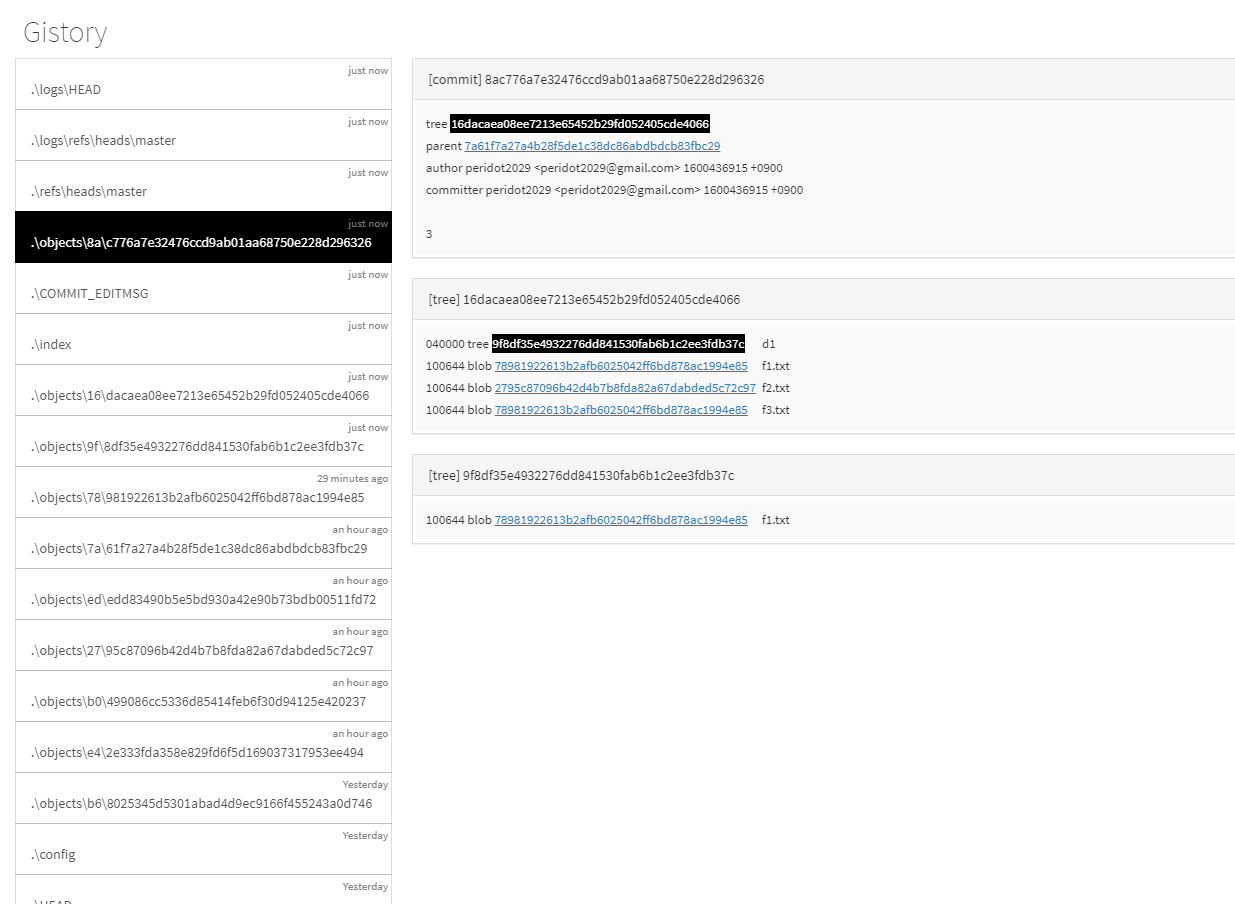 Gistory
just now
.\logs\HEAD
just now
.\logs\refs\heads\master
just now
.\refs\heads\master
just now
.\objects\8a\c776a7e32476ccd9ab01aa68750e228d296326
just now
.\COMMIT_EDITMSG
just now
.\index
just now
.\objects\16\dacaea08ee7213e65452b29fd052405cde4066
just now
.\objects\9f\8df35e4932276dd841530fab6b1c2ee3fdb37c
29 minutes ago
.\objects\78\981922613b2afb6025042ff6bd878ac1994e85
an hour ago
.\objects\7a\61f7a27a4b28f5de1c38dc86abdbdcb83fbc29
an hour ago
.\objects\ed\edd83490b5e5bd930a42e90b73bdb00511fd72
an hour ago
.\objects\27\95c87096b42d4b7b8fda82a67dabded5c72c97
an hour ago
.\objects\b0\499086cc5336d85414feb6f30d94125e420237
an hour ago
.\objects\e4\2e333fda358e829fd6f5d169037317953ee494
Yesterday
.\objects\b6\8025345d5301abad4d9ec9166f455243a0d746
Yesterday
.\config
Yesterday
.\HEAD
[commit] 8ac776a7e32476ccd9ab01aa68750e228d296326
tree 16dacaea08ee7213e65452b29fd052405cde4066
parent 7a61f7a27a4b28f5de1c38dc86abdbdcb83fbc29
author peridot2029 <peridot2029@gmail.com> 1600436915 +0900
committer peridot2029 <peridot2029@gmail.com> 1600436915 +0900
3
[tree] 16dacaea08ee7213e65452b29fd052405cde4066
040000 tree 9f8df35e4932276dd841530fab6b1c2ee3fdb37c d1
100644 blob 78981922613b2afb6025042ff6bd878ac1994e85 f1.txt
100644 blob 2795c87096b42d4b7b8fda82a67dabded5c72c97 f2.txt
100644 blob 78981922613b2afb6025042ff6bd878ac1994e85 f3.txt
[tree] 9f8df35e4932276dd841530fab6b1c2ee3fdb37c
100644 blob 78981922613b2afb6025042ff6bd878ac1994e85 f1.txt